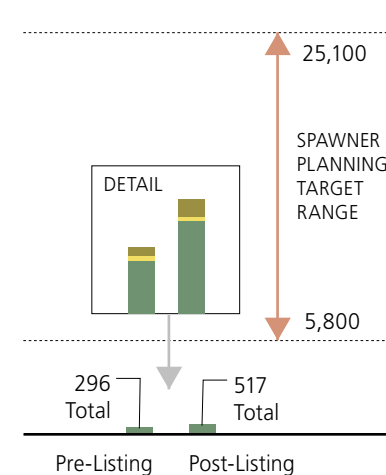 25,100
SPAWNER
PLANNING
TARGET
RANGE
DETAIL
5,800
296
Total
517
Total
Pre-Listing
Post-Listing